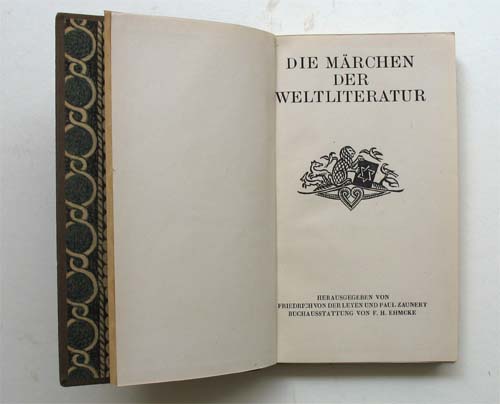 DIE MÄRCHEN
DER
WELTLITERATUR
HERAUSGEGEBEN VON
FRIEDRICH VON DER LEYEN UND PAUL ZAUNERT
BUCHAUSSTATTUNG VON F. H. EHMCKE